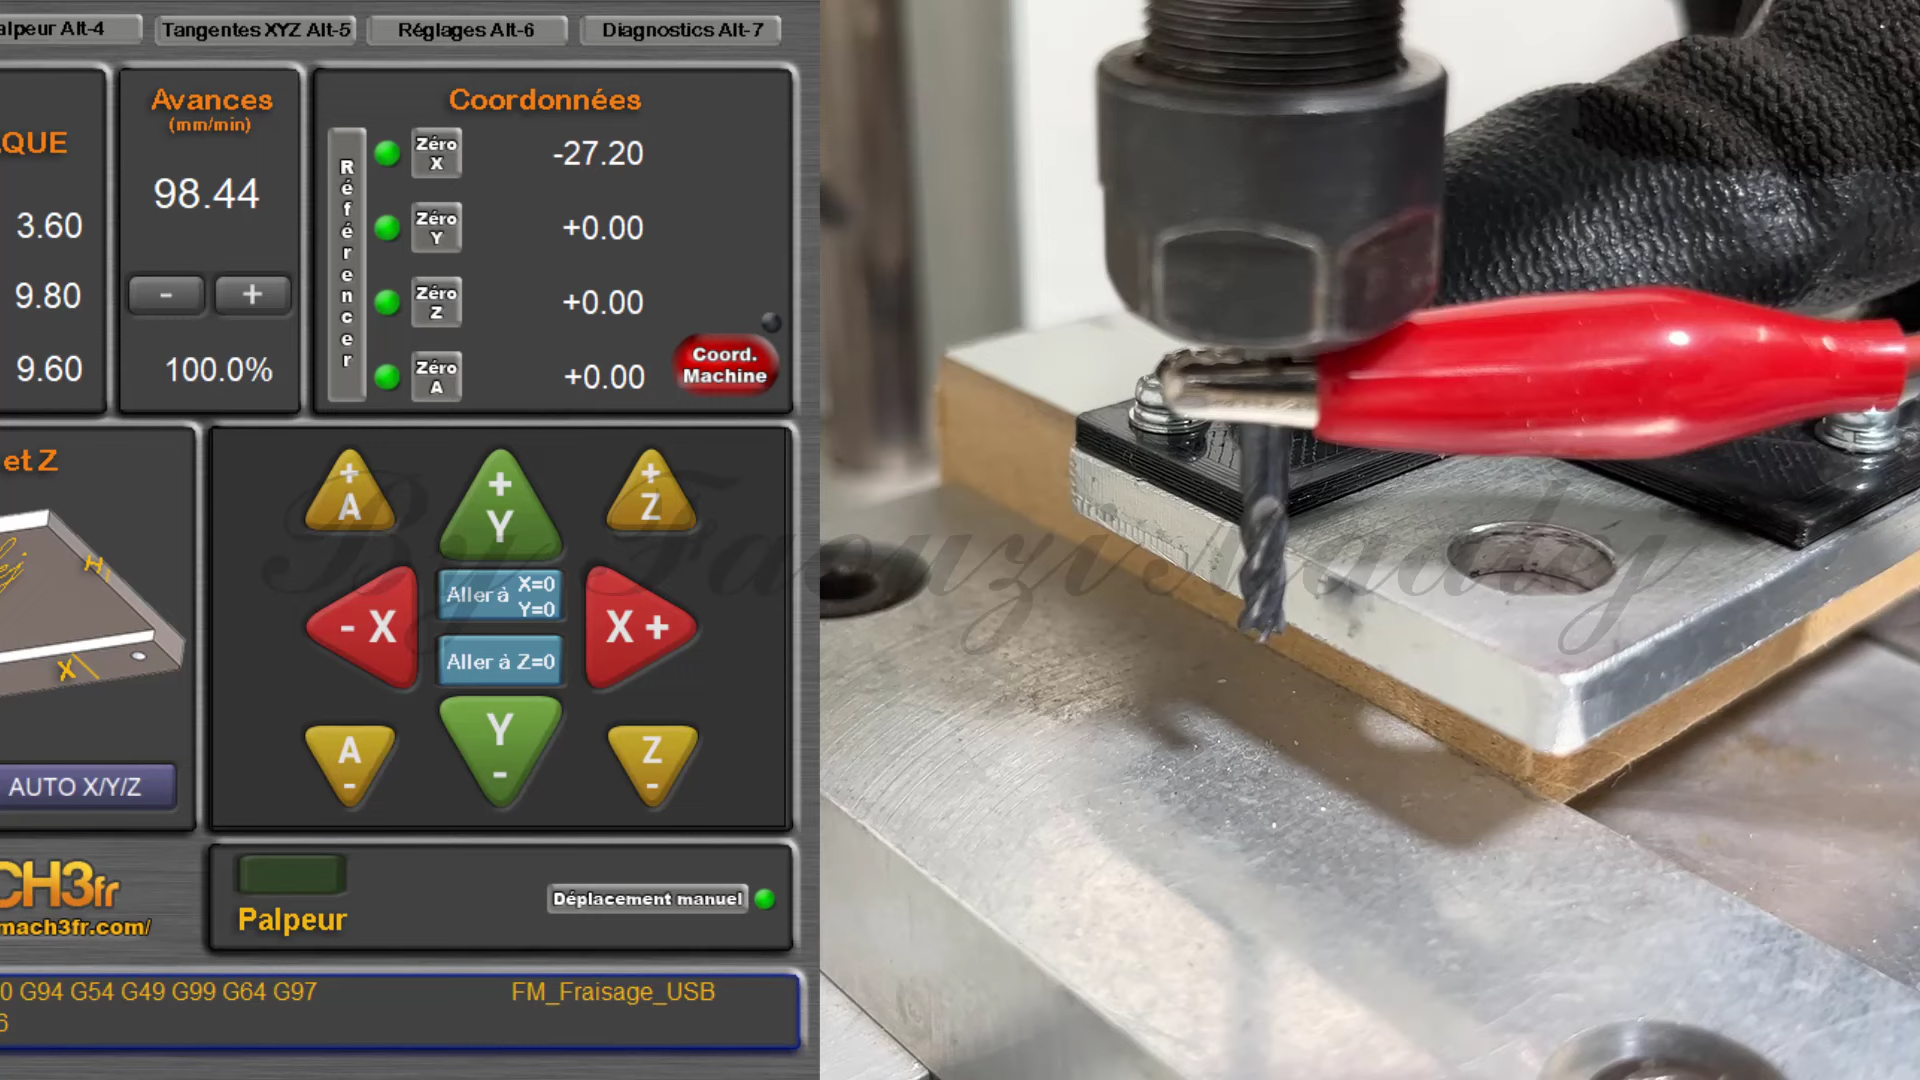 alpeur Alt-4
Tangentes XYZ Alt-5
Réglages Alt-6
Diagnostics Alt-7
QUE
3.60
9.80
9.60
Avances
(mm/min)
98.44
-
+
100.0%
Coordonnées
Référencer
Zéro X
-27.20
Zéro Y
+0.00
Zéro Z
+0.00
Zéro A
+0.00
Coord. Machine
et Z
H
X
AUTO X/Y/Z
+ A
+ Y
+ Z
- X
Aller à X=0 Y=0
X +
Aller à Z=0
A -
Y -
Z -
CH3fr
mach3fr.com/
Palpeur
Déplacement manuel
0 G94 G54 G49 G99 G64 G97
6
FM_Fraisage_USB
By Faouzi Madlej